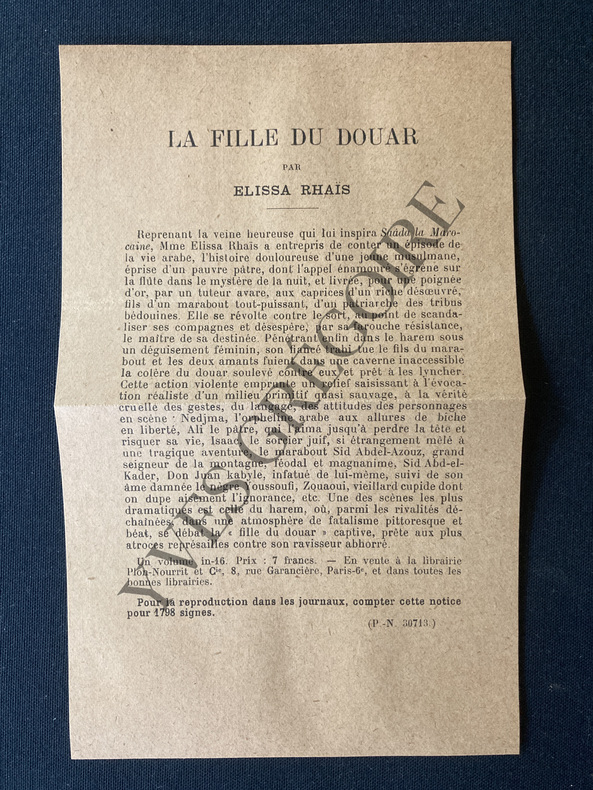 LA FILLE DU DOUAR
PAR
ELISSA RHAÏS
Reprenant la veine heureuse qui lui inspira Saâda la Maro-
caine, Mme Elissa Rhaïs a entrepris de conter un épisode de
la vie arabe, l'histoire douloureuse d'une jeune musulmane,
éprise d'un pauvre pâtre, dont l'appel énamouré s'égrène sur
la flûte dans le mystère de la nuit, et livrée, pour une poignée
d'or, par un tuteur avare, aux caprices d'un riche désœuvré,
fils d'un marabout tout-puissant, d'un patriarche des tribus
bédouines. Elle se révolte contre le sort, au point de scanda-
liser ses compagnes et désespère, par sa farouche résistance,
le maître de sa destinée. Pénétrant enfin dans le harem sous
un déguisement féminin, son fiancé trahi tue le fils du mara-
bout et les deux amants fuient dans une caverne inaccessible
la colère du douar soulevé contre eux et prêt à les lyncher.
Cette action violente emprunte un relief saisissant à l'évoca-
tion réaliste d'un milieu primitif quasi sauvage, à la vérité
cruelle des gestes, du langage, des attitudes des personnages
en scène : Nedjma, l'orpheline arabe aux allures de biche
en liberté, Ali le pâtre, qui l'aima jusqu'à perdre la tête et
risquer sa vie, Isaac, le sorcier juif, si étrangement mêlé à
une tragique aventure, le marabout Sid Abdel-Azouz, grand
seigneur de la montagne, féodal et magnanime, Sid Abd-el-
Kader, Don Juan kabyle, infatué de lui-même, suivi de son
âme damnée le nègre Youssoufi, Zouaoui, vieillard cupide dont
on dupe aisément l'ignorance, etc. Une des scènes les plus
dramatiques est celle du harem, où, parmi les rivalités dé-
chaînées, dans une atmosphère de fatalisme pittoresque et
béat, se débat la « fille du douar » captive, prête aux plus
atroces représailles contre son ravisseur abhorré.
Un volume in-16. Prix : 7 francs. — En vente à la librairie
Plon-Nourrit et Cie, 8, rue Garancière, Paris-6e, et dans toutes les
bonnes librairies.
Pour la reproduction dans les journaux, compter cette notice
pour 1798 signes.
(P.-N. 30713.)
YVES GRÉGOIRE